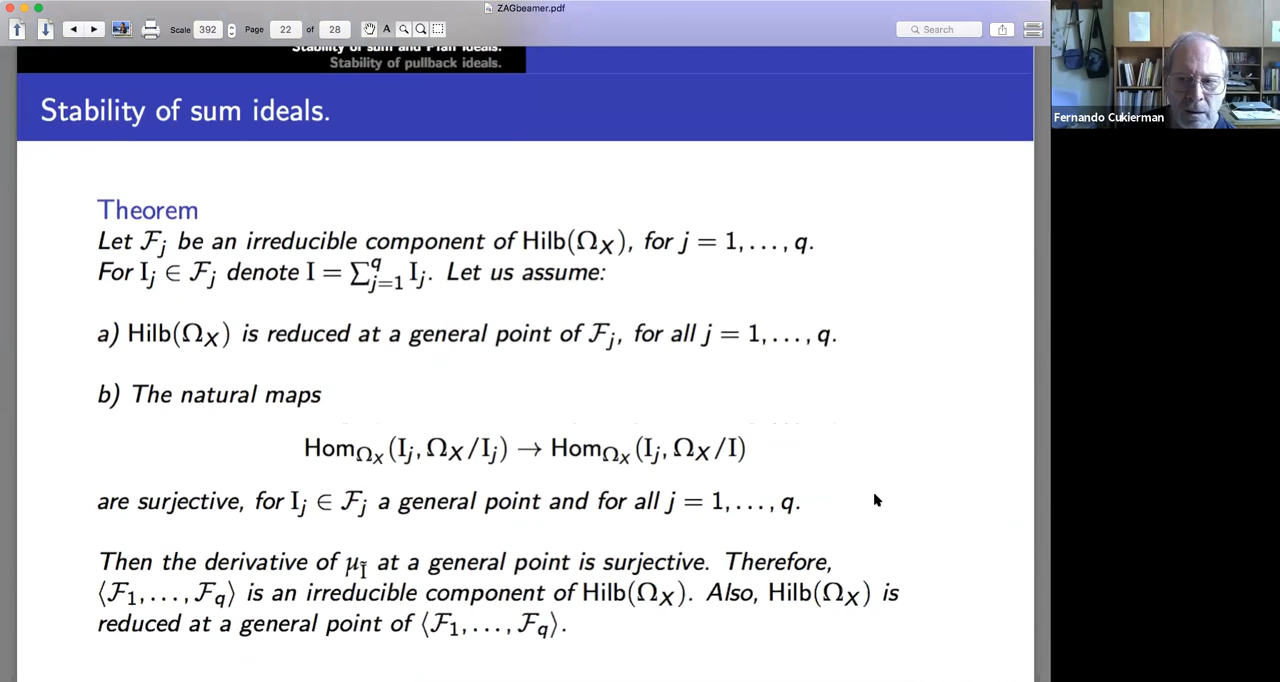 ZAGbeamer.pdf
Scale 392 Page 22 of 28 A Search
Stability of sum and Pfaff ideals.
Stability of pullback ideals.
Stability of sum ideals.
Fernando Cukierman
Theorem
Let 𝓕ⱼ be an irreducible component of Hilb(Ω_X), for j = 1, . . . , q.
For Iⱼ ∈ 𝓕ⱼ denote I = ∑_{j=1}^{q} Iⱼ. Let us assume:
a) Hilb(Ω_X) is reduced at a general point of 𝓕ⱼ, for all j = 1, . . . , q.
b) The natural maps
Hom_{Ω_X}(Iⱼ, Ω_X/Iⱼ) → Hom_{Ω_X}(Iⱼ, Ω_X/I)
are surjective, for Iⱼ ∈ 𝓕ⱼ a general point and for all j = 1, . . . , q.
Then the derivative of μ at a general point is surjective. Therefore,
⟨𝓕₁, . . . , 𝓕_q⟩ is an irreducible component of Hilb(Ω_X). Also, Hilb(Ω_X) is
reduced at a general point of ⟨𝓕₁, . . . , 𝓕_q⟩.